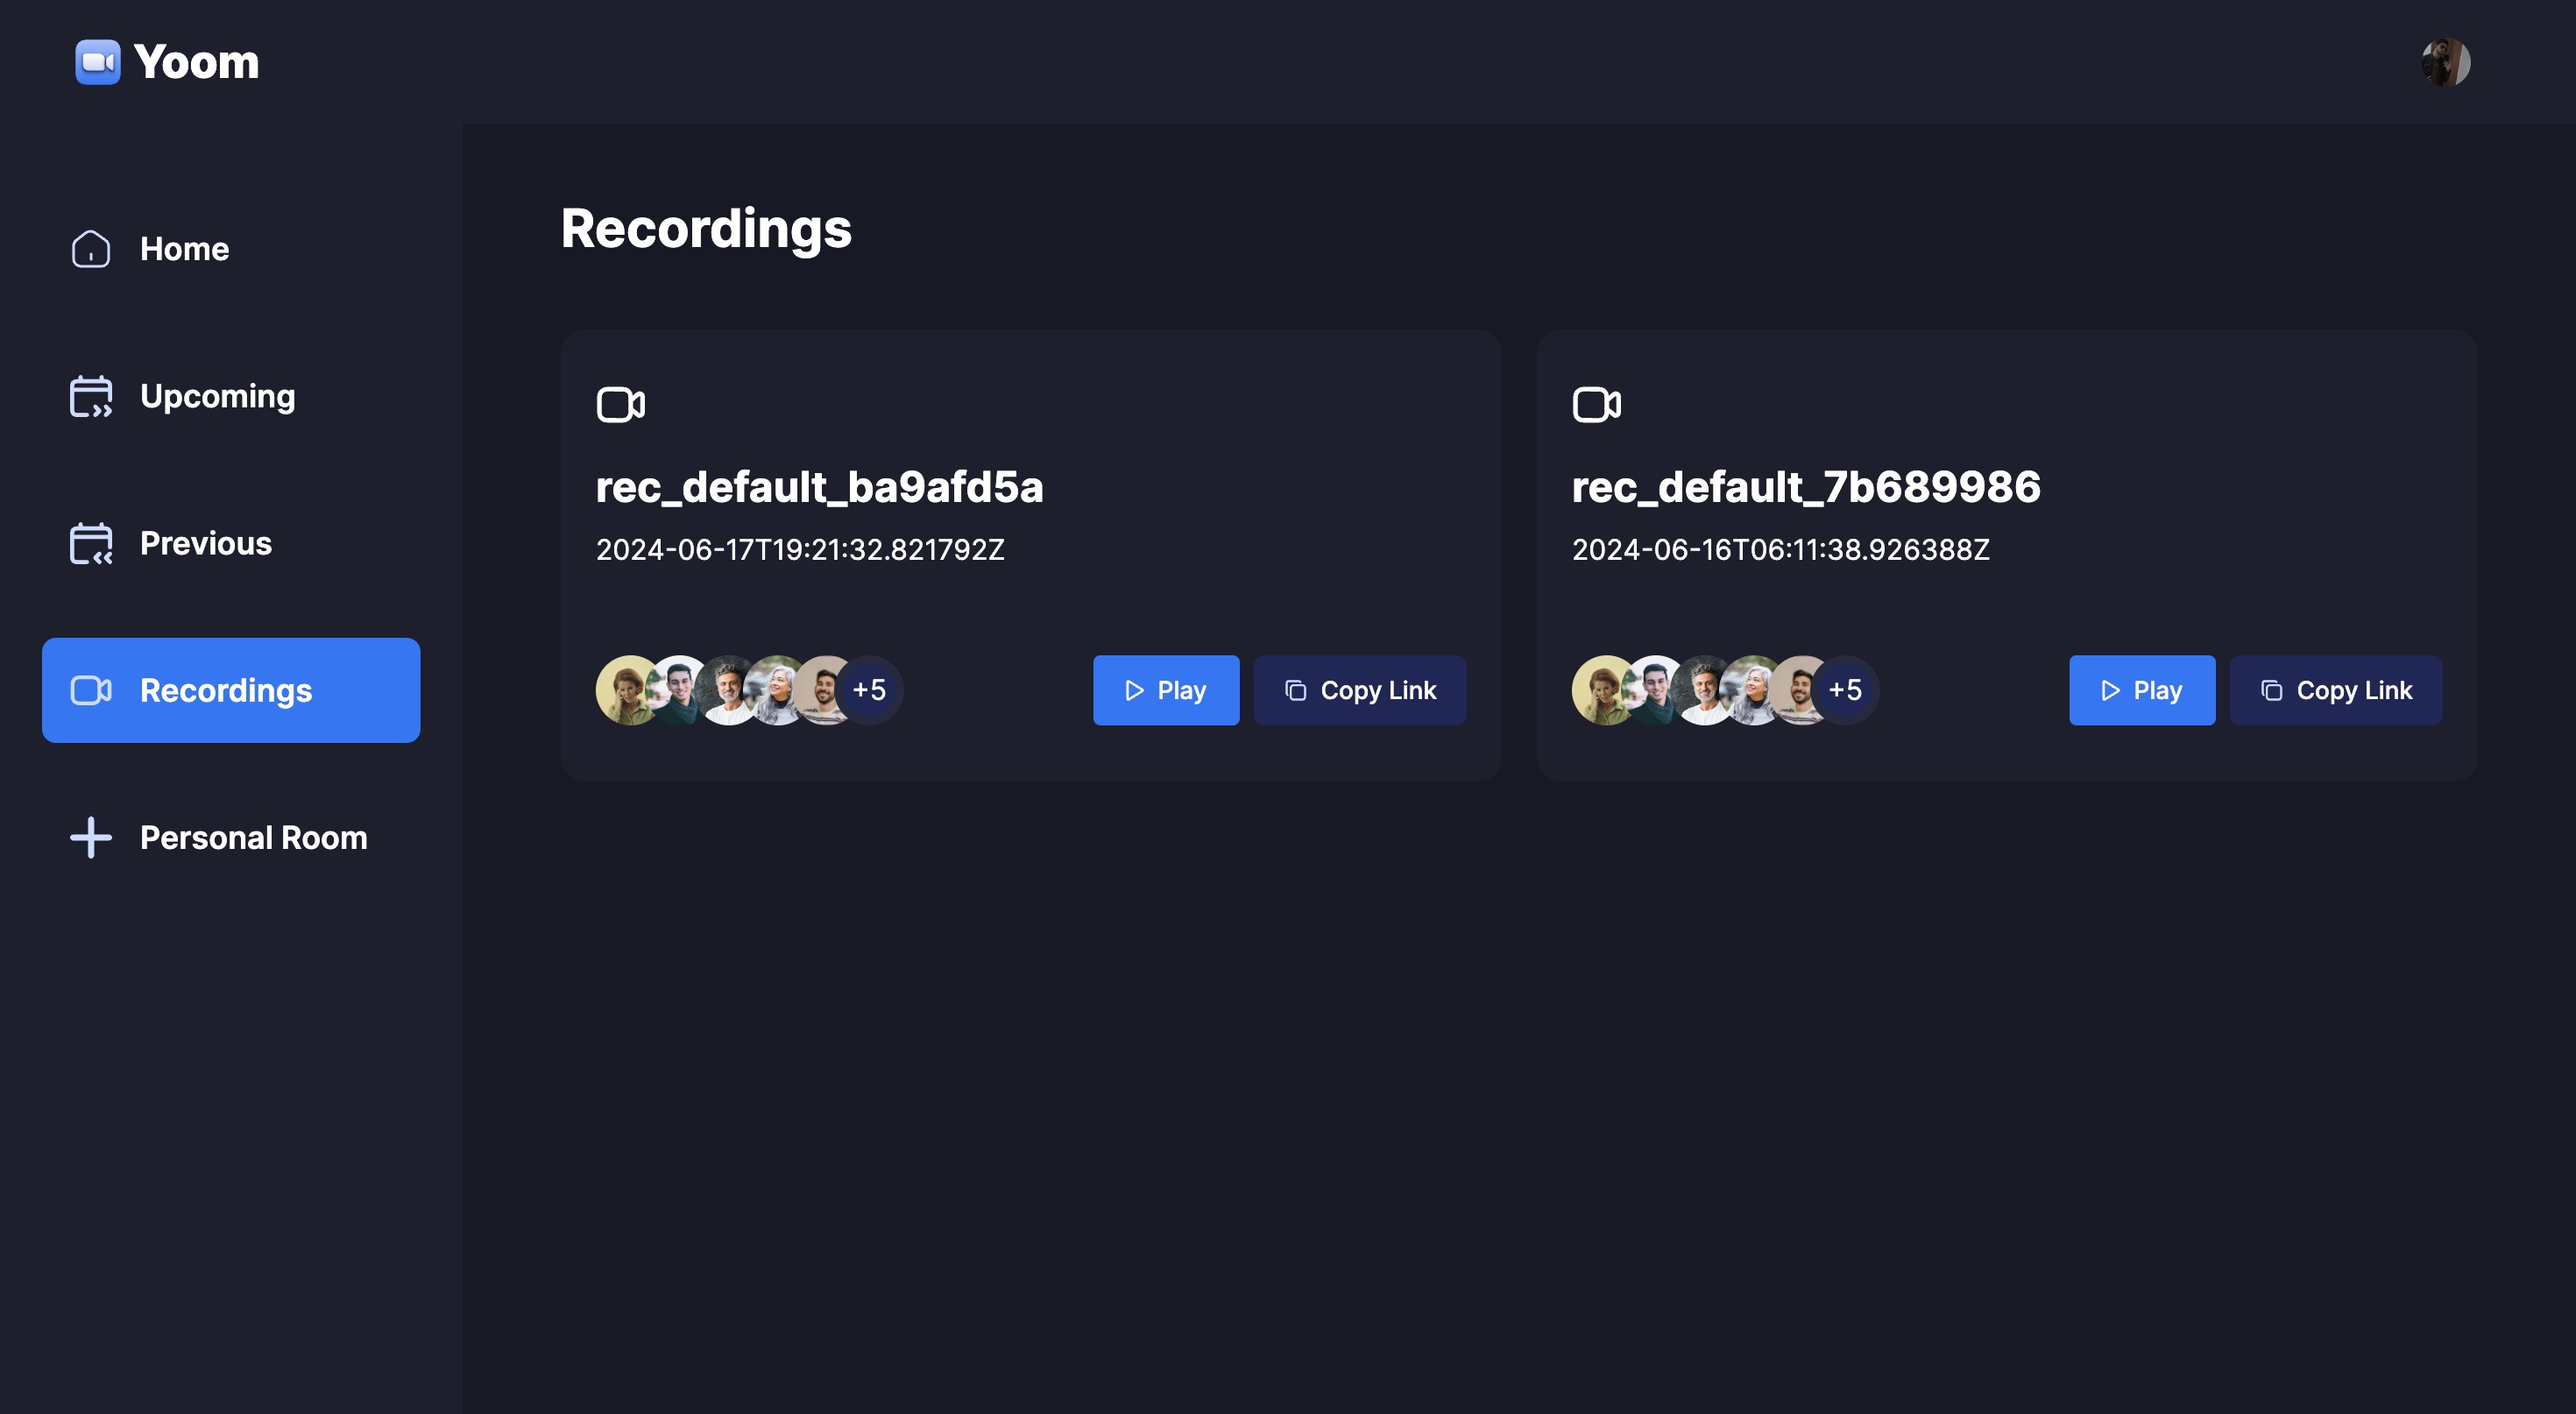 Yoom
Home
Upcoming
Previous
Recordings
Personal Room
Recordings
rec_default_ba9afd5a
2024-06-17T19:21:32.821792Z
+5
Play
Copy Link
rec_default_7b689986
2024-06-16T06:11:38.926388Z
+5
Play
Copy Link